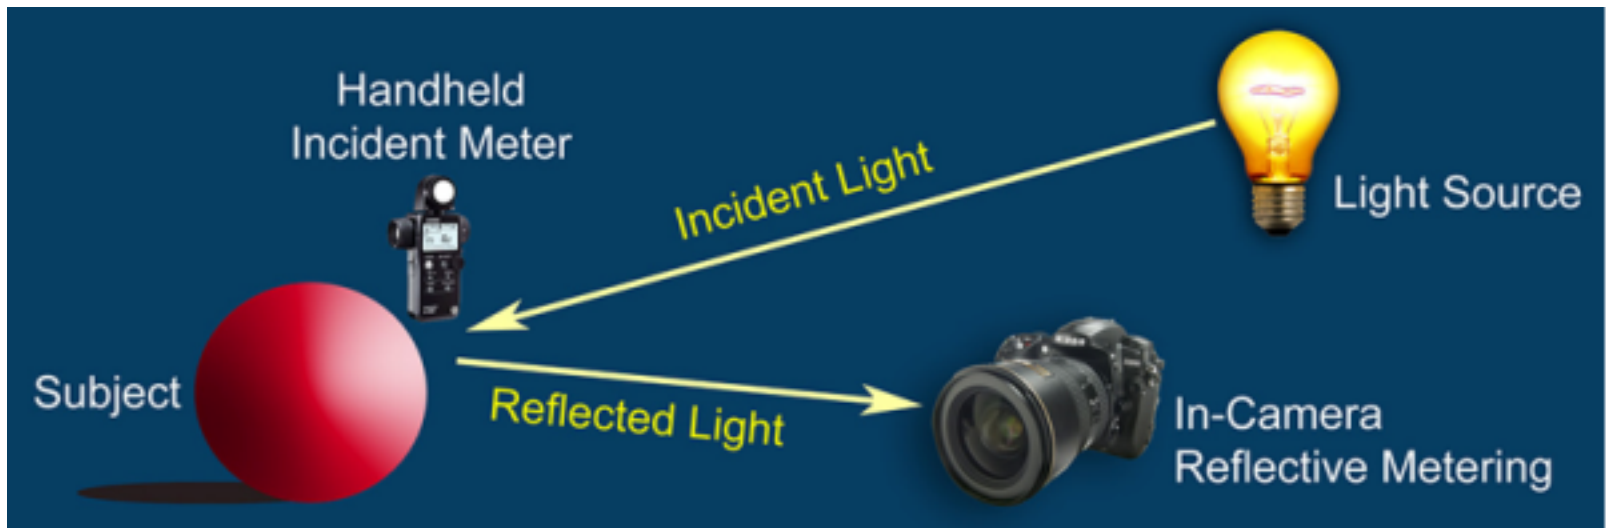 Handheld
Incident Meter
Incident Light
Light Source
Subject
Reflected Light
In-Camera
Reflective Metering